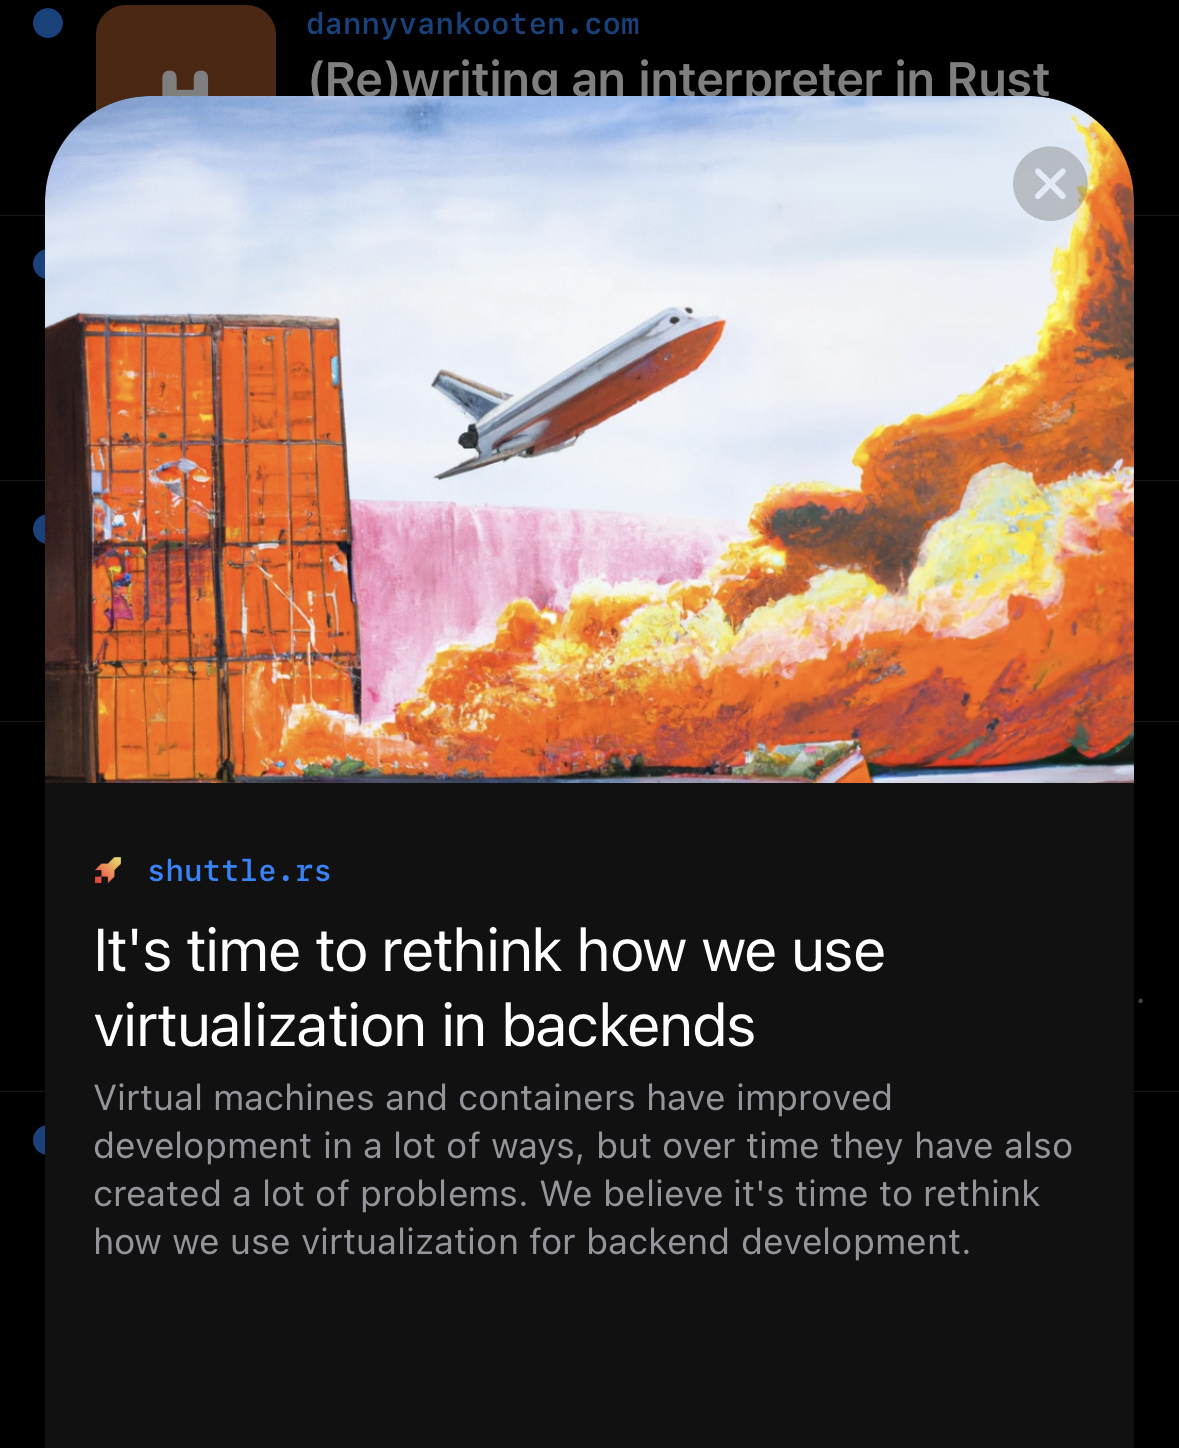 dannyvankooten.com
(Re)writing an interpreter in Rust
shuttle.rs
It's time to rethink how we use
virtualization in backends
Virtual machines and containers have improved
development in a lot of ways, but over time they have also
created a lot of problems. We believe it's time to rethink
how we use virtualization for backend development.